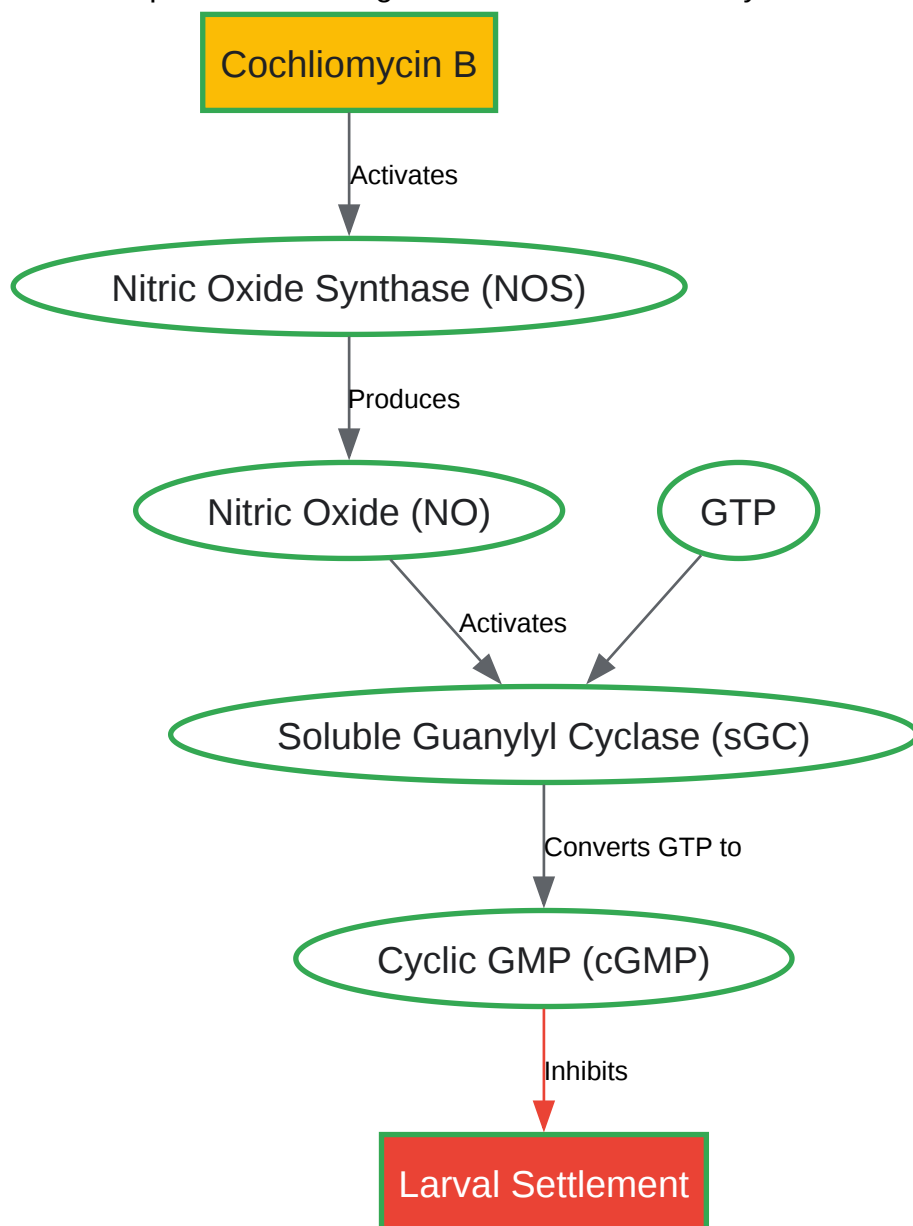 Cochliomycin B
Activates
Nitric Oxide Synthase (NOS)
Produces
Nitric Oxide (NO)
GTP
Activates
Soluble Guanylyl Cyclase (sGC)
Converts GTP to
Cyclic GMP (cGMP)
Inhibits
Larval Settlement